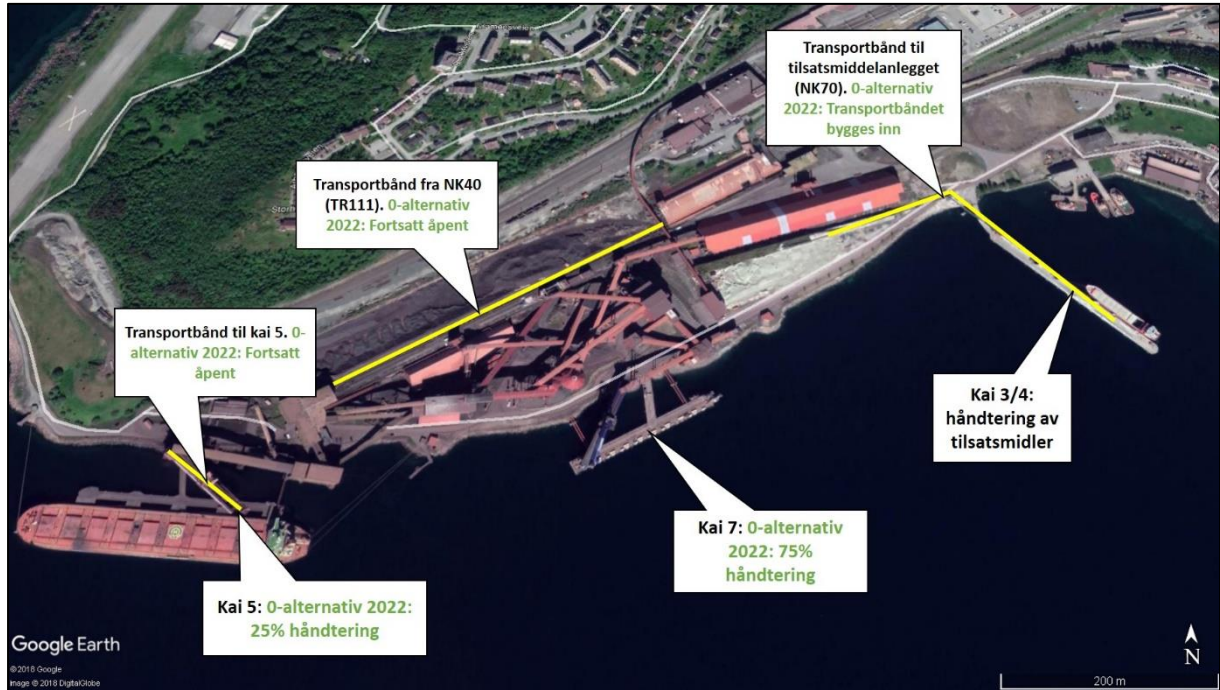 Transportbånd til
tilsatsmiddelanlegget
(NK70). 0-alternativ
2022: Transportbåndet
bygges inn
Transportbånd fra NK40
(TR111). 0-alternativ
2022: Fortsatt åpent
Transportbånd til kai 5. 0-
alternativ 2022: Fortsatt
åpent
Kai 3/4:
håndtering av
tilsatsmidler
Kai 7: 0-alternativ
2022: 75%
håndtering
Kai 5: 0-alternativ 2022:
25% håndtering
Google Earth
© 2018 Google
Image © 2018 DigitalGlobe
N
200 m